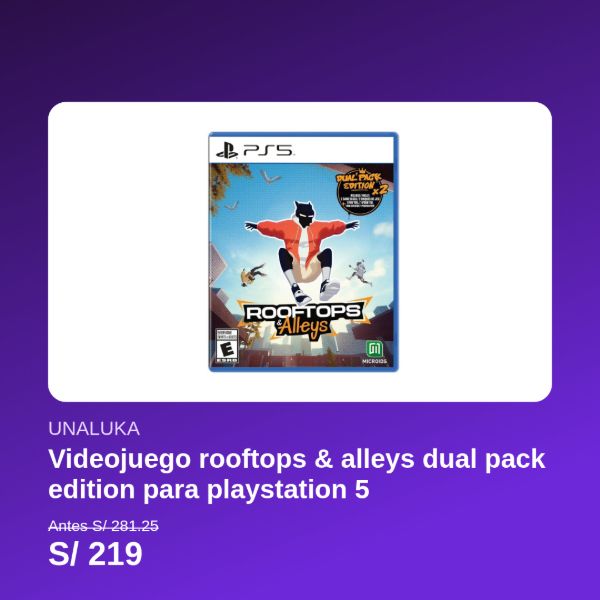 PS5
DUAL PACK
EDITION x2
ROOFTOPS
& Alleys
E
ESRB
MICROIDS
UNALUKA
Videojuego rooftops & alleys dual pack
edition para playstation 5
Antes S/ 281.25
S/ 219